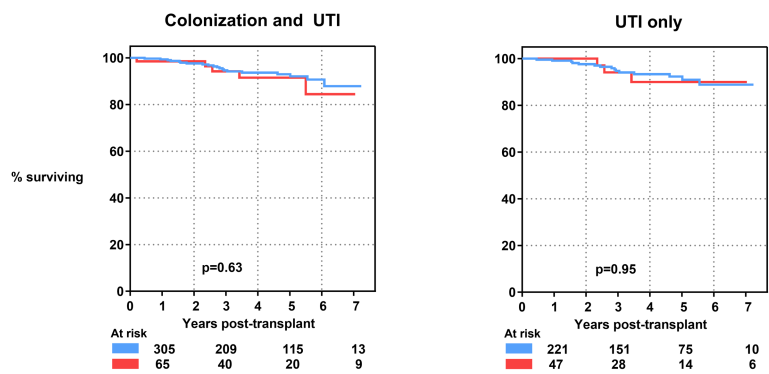 Colonization and UTI
UTI only
% surviving
100
80
60
40
20
0
p=0.63
0 1 2 3 4 5 6 7
Years post-transplant
At risk
305 209 115 13
65 40 20 9
100
80
60
40
20
0
p=0.95
0 1 2 3 4 5 6 7
Years post-transplant
At risk
221 151 75 10
47 28 14 6